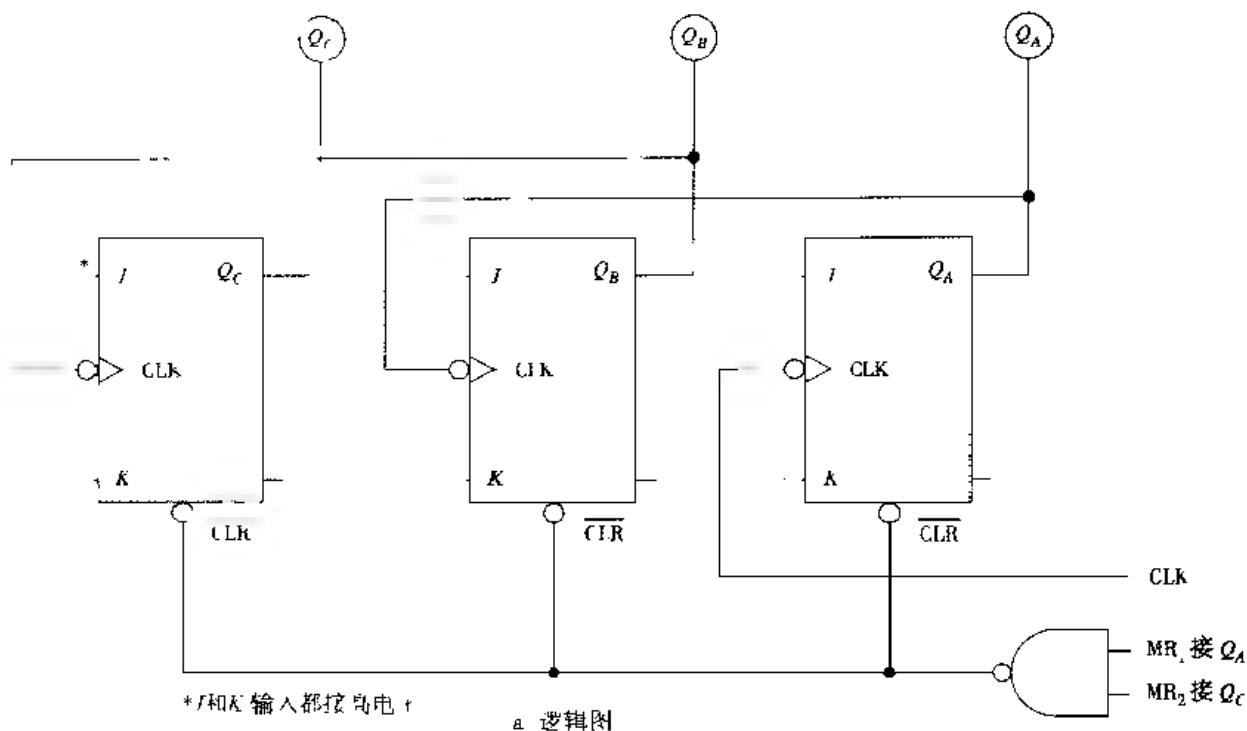 Q_C Q_B Q_A
* J Q_C J Q_B J Q_A
CLK CLK CLK
K K K
CLR CLR CLR
CLK
MR₁ 接 Q_A
MR₂ 接 Q_C
*J和K 输入都接高电
a 逻辑图